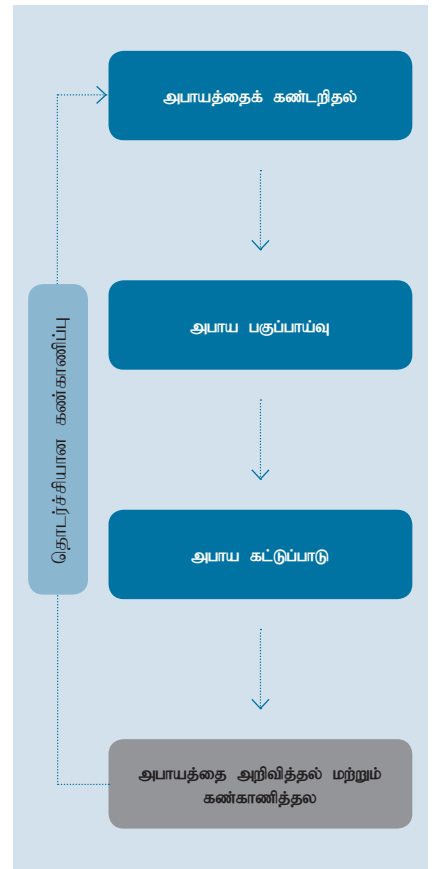 அபாயத்தைக் கண்டறிதல்
அபாய பகுப்பாய்வு
தொடர்ச்சியான கண்காணிப்பு
அபாய கட்டுப்பாடு
அபாயத்தை அறிவித்தல் மற்றும்
கண்காணித்தல